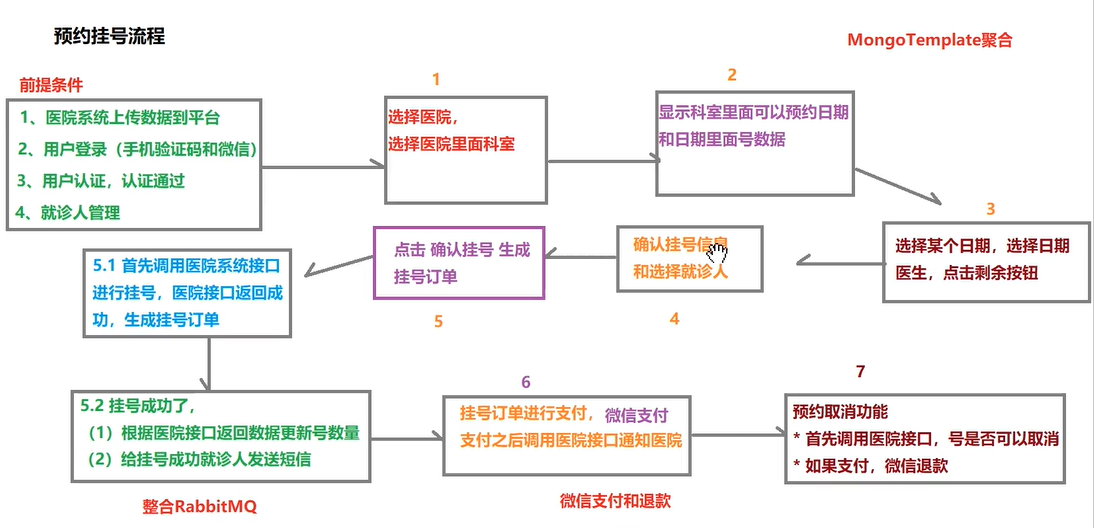 预约挂号流程
MongoTemplate聚合
前提条件
1、医院系统上传数据到平台
2、用户登录（手机验证码和微信）
3、用户认证，认证通过
4、就诊人管理
1
选择医院，
选择医院里面科室
2
显示科室里面可以预约日期
和日期里面号数据
3
选择某个日期，选择日期
医生，点击剩余按钮
确认挂号信息
和选择就诊人
4
点击 确认挂号 生成
挂号订单
5
5.1 首先调用医院系统接口
进行挂号，医院接口返回成
功，生成挂号订单
5.2 挂号成功了，
（1）根据医院接口返回数据更新号数量
（2）给挂号成功就诊人发送短信
整合RabbitMQ
6
挂号订单进行支付，微信支付
支付之后调用医院接口通知医院
微信支付和退款
7
预约取消功能
* 首先调用医院接口，号是否可以取消
* 如果支付，微信退款